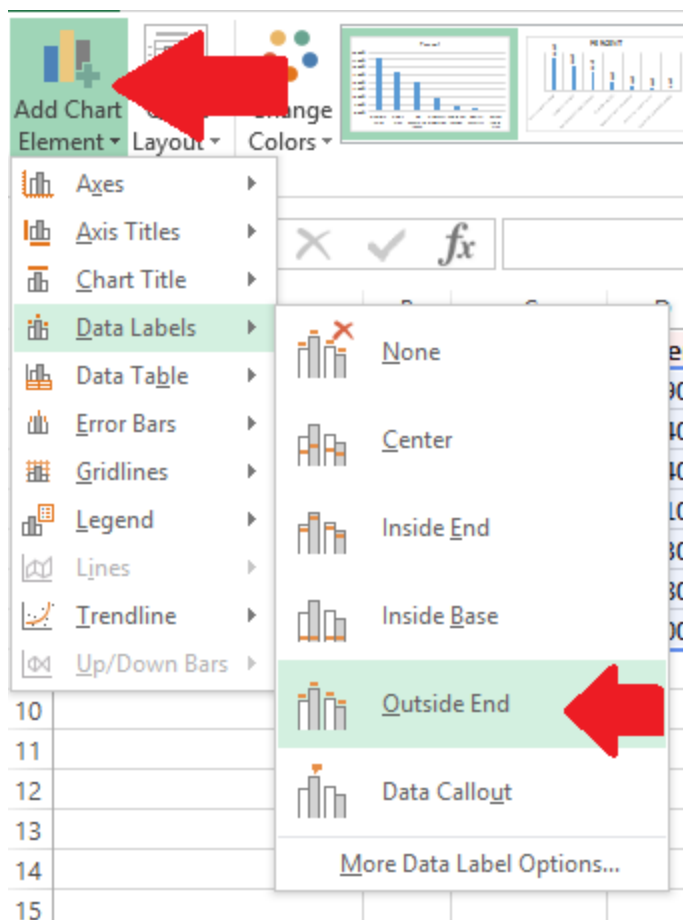 Add Chart
Element
Layout
Change
Colors
Axes
Axis Titles
Chart Title
Data Labels
Data Table
Error Bars
Gridlines
Legend
Lines
Trendline
Up/Down Bars
fx
None
Center
Inside End
Inside Base
Outside End
Data Callout
More Data Label Options...
10
11
12
13
14
15